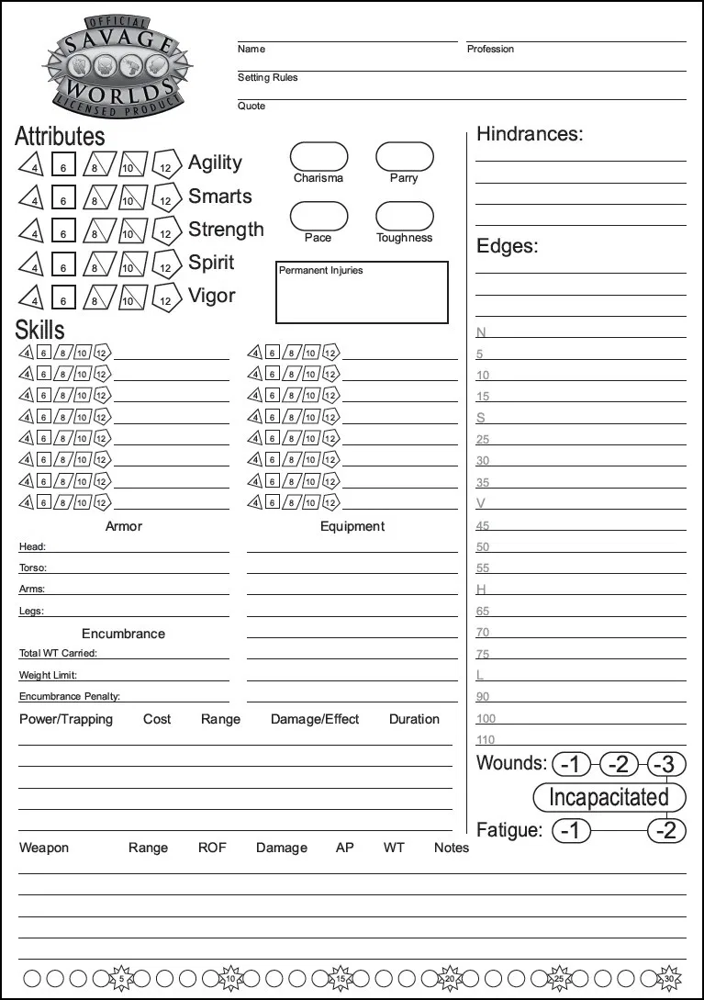 OFFICIAL
SAVAGE
WORLDS
LICENSED PRODUCT
Name Profession
Setting Rules
Quote
Attributes
4 6 8 10 12 Agility
4 6 8 10 12 Smarts
4 6 8 10 12 Strength
4 6 8 10 12 Spirit
4 6 8 10 12 Vigor
Charisma Parry
Pace Toughness
Permanent Injuries
Skills
4 6 8 10 12 4 6 8 10 12
4 6 8 10 12 4 6 8 10 12
4 6 8 10 12 4 6 8 10 12
4 6 8 10 12 4 6 8 10 12
4 6 8 10 12 4 6 8 10 12
4 6 8 10 12 4 6 8 10 12
4 6 8 10 12 4 6 8 10 12
4 6 8 10 12 4 6 8 10 12
Armor
Head:
Torso:
Arms:
Legs:
Encumbrance
Total WT Carried:
Weight Limit:
Encumbrance Penalty:
Equipment
Power/Trapping Cost Range Damage/Effect Duration
Hindrances:
Edges:
N
5
10
15
S
25
30
35
V
45
50
55
H
65
70
75
L
90
100
110
Wounds: -1 -2 -3
Incapacitated
Fatigue: -1 -2
Weapon Range ROF Damage AP WT Notes
5 10 15 20 25 30